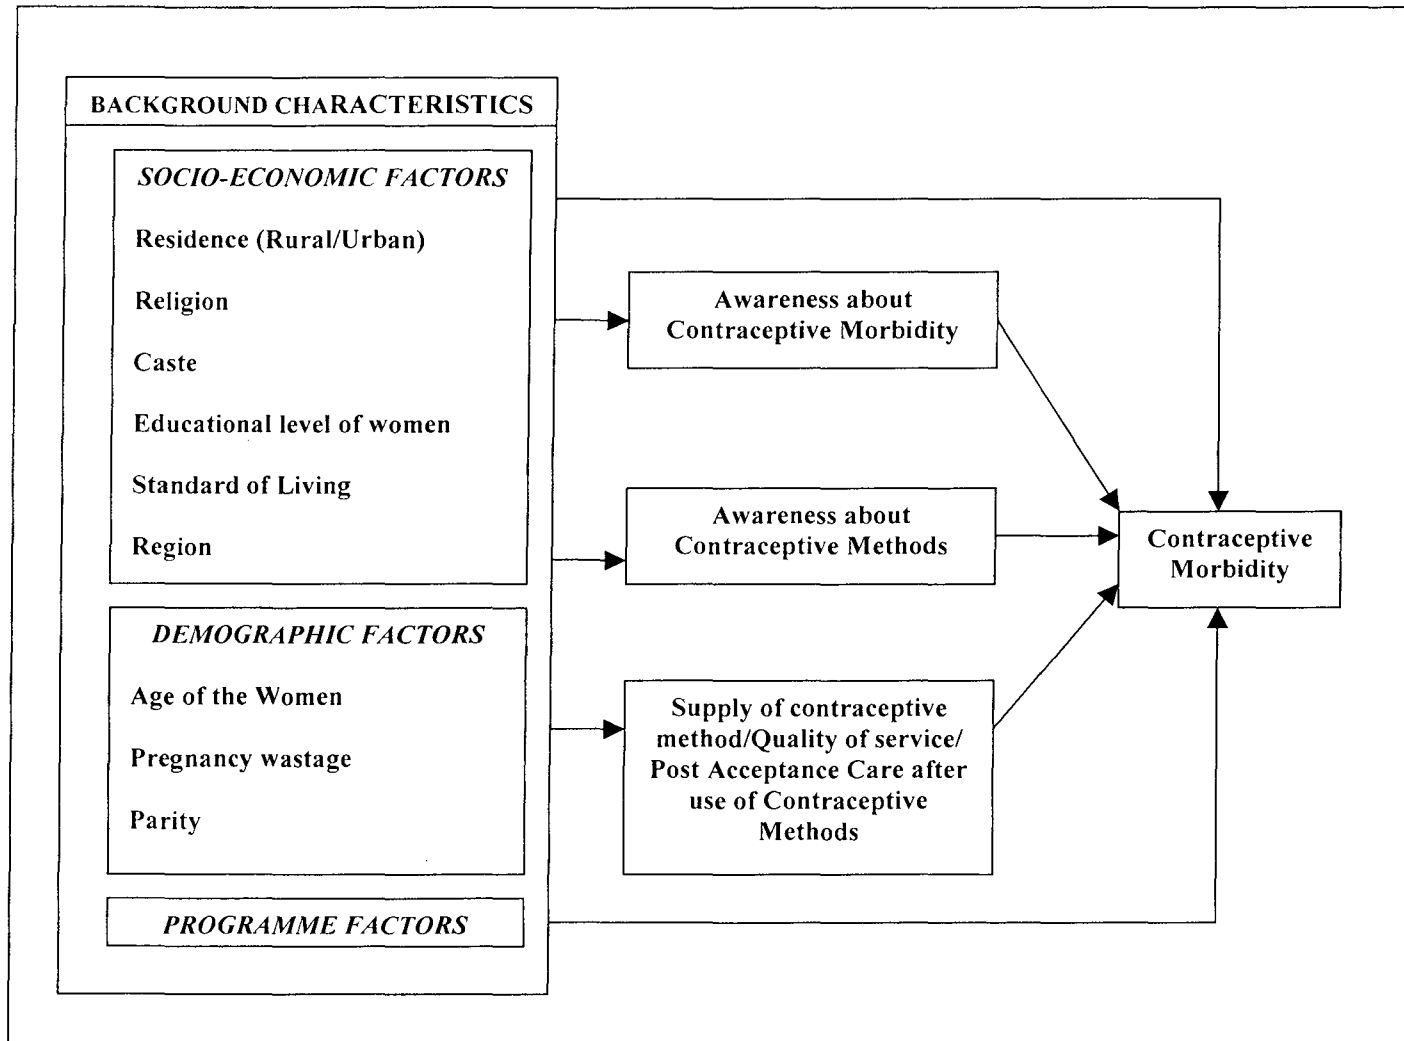 BACKGROUND CHARACTERISTICS
SOCIO-ECONOMIC FACTORS
Residence (Rural/Urban)
Religion
Caste
Educational level of women
Standard of Living
Region
DEMOGRAPHIC FACTORS
Age of the Women
Pregnancy wastage
Parity
PROGRAMME FACTORS
Awareness about
Contraceptive Morbidity
Awareness about
Contraceptive Methods
Supply of contraceptive
method/Quality of service/
Post Acceptance Care after
use of Contraceptive
Methods
Contraceptive
Morbidity